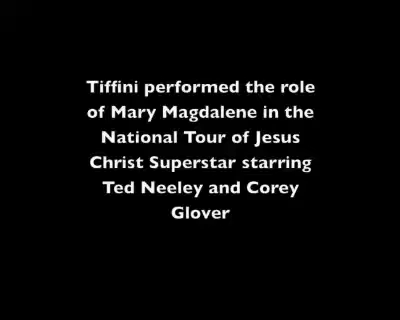 Tiffini performed the role
of Mary Magdalene in the
National Tour of Jesus
Christ Superstar starring
Ted Neeley and Corey
Glover